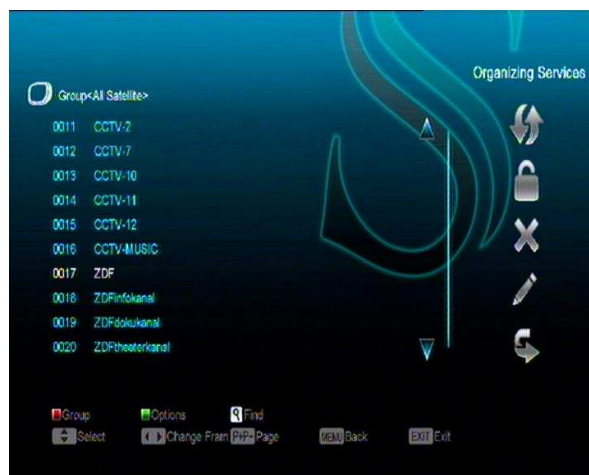 Organizing Services
Group<All Satellite>
0011 CCTV-2
0012 CCTV-7
0013 CCTV-10
0014 CCTV-11
0015 CCTV-12
0016 CCTV-MUSIC
0017 ZDF
0018 ZDFinfokanal
0019 ZDFdokukanal
0020 ZDFtheaterkanal
Group Options Find
Select Change Fram P+P- Page MENU Back EXIT Exit